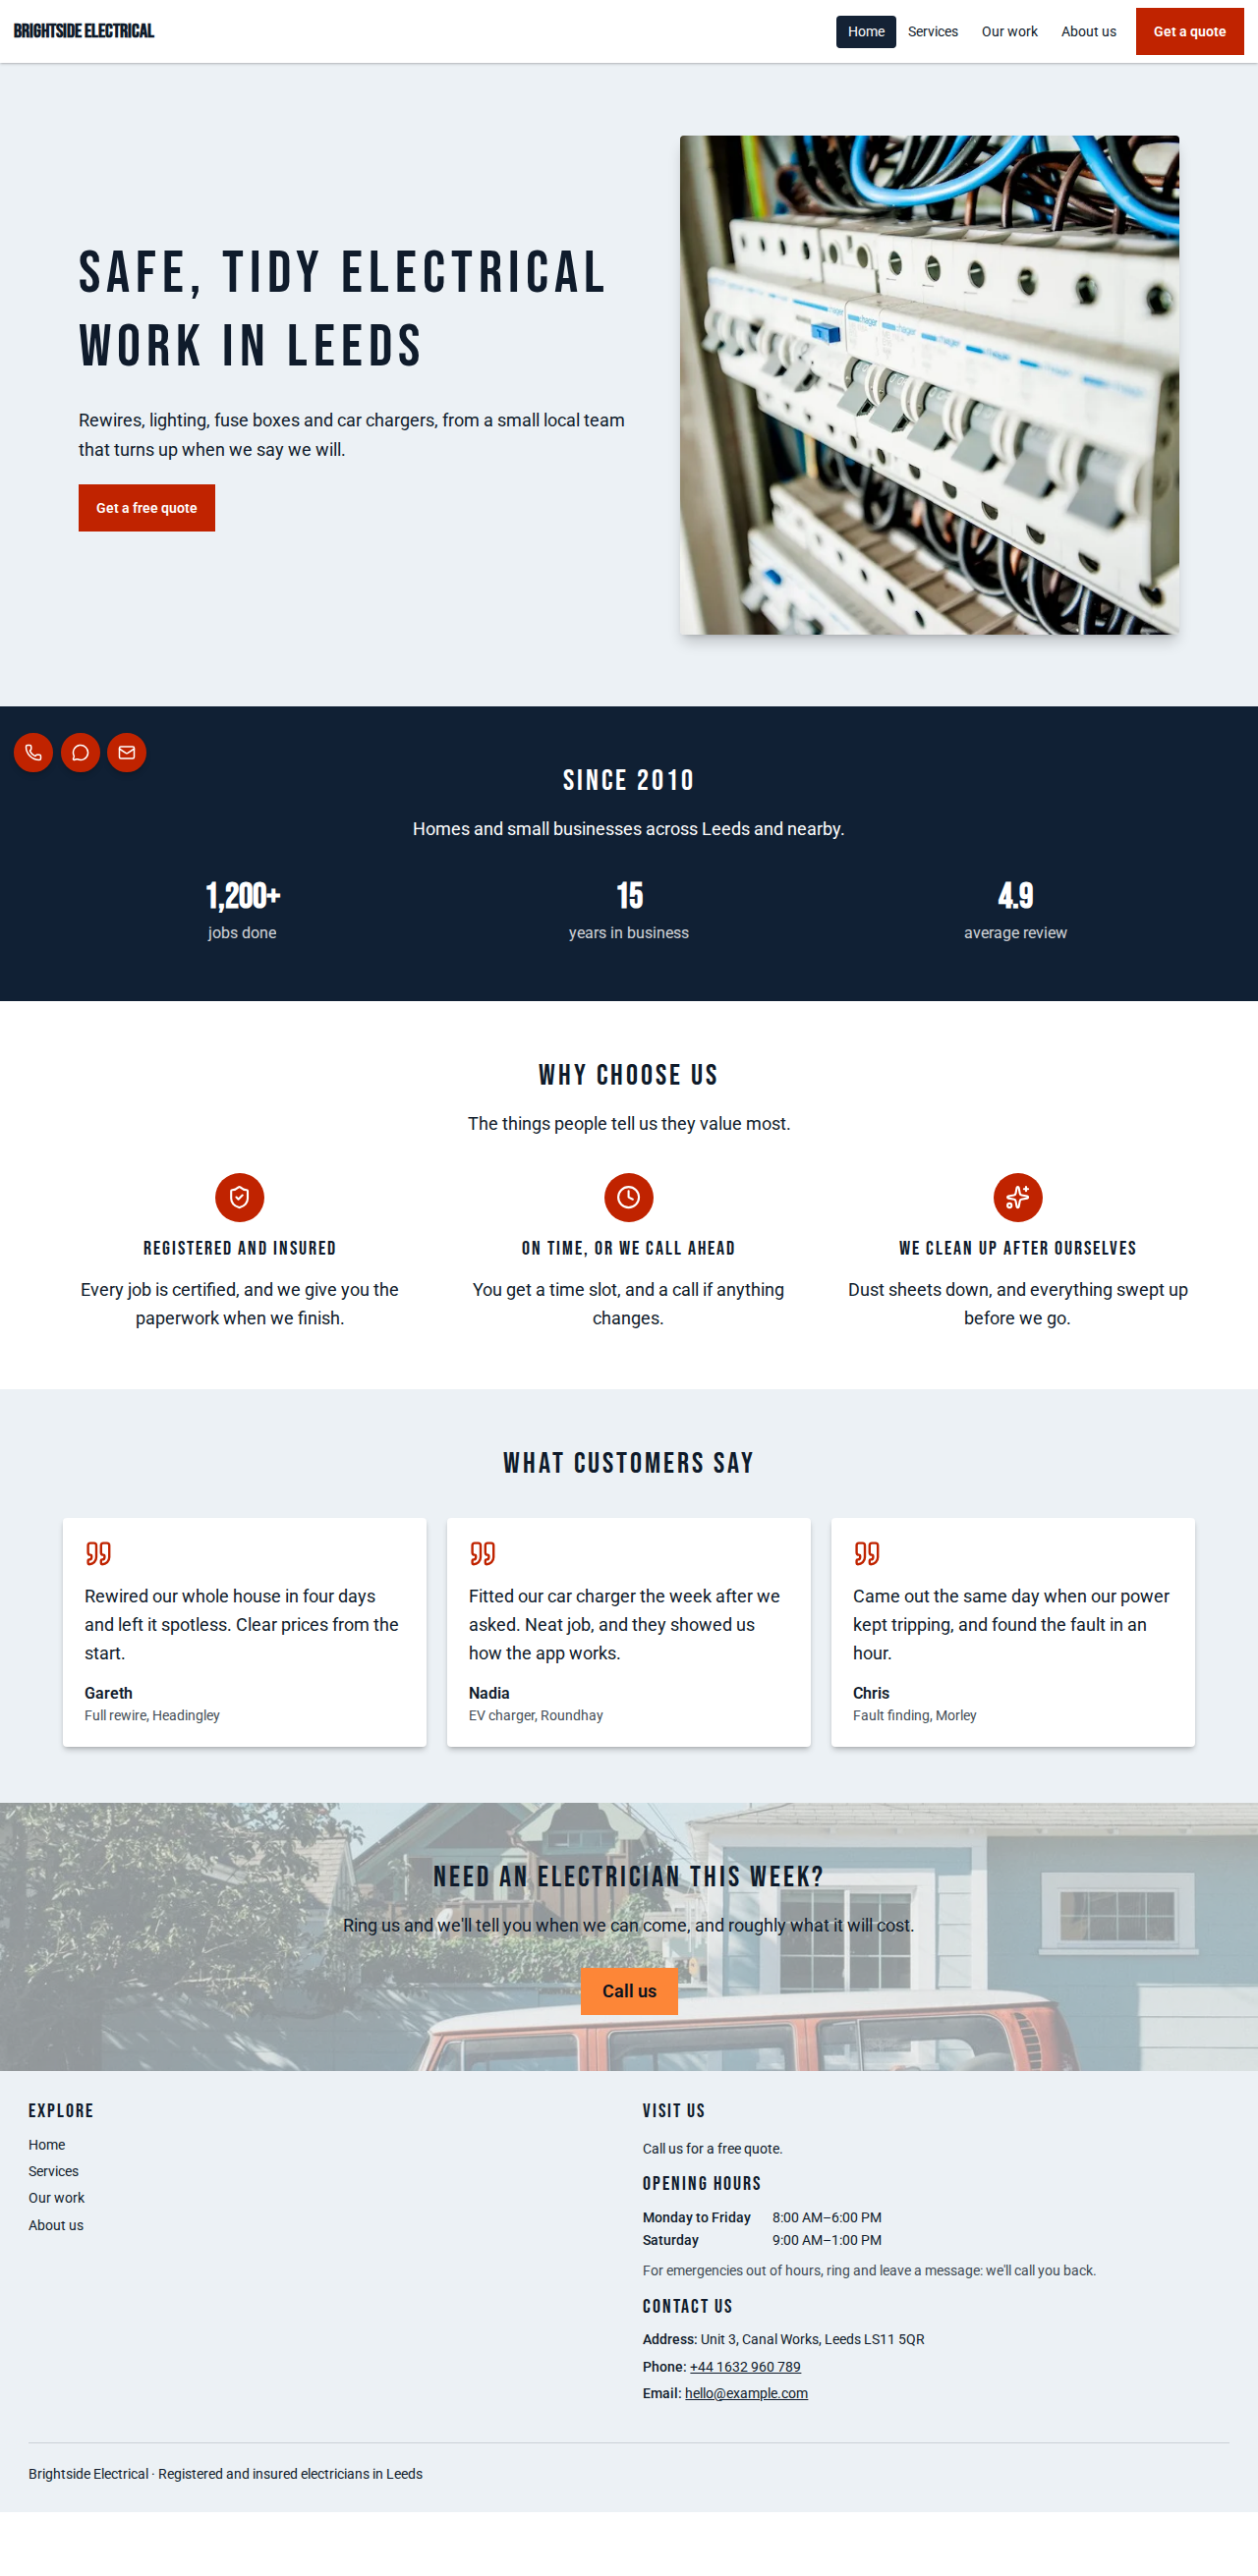 BRIGHTSIDE ELECTRICAL
Home
Services
Our work
About us
Get a quote
SAFE, TIDY ELECTRICAL
WORK IN LEEDS
Rewires, lighting, fuse boxes and car chargers, from a small local team
that turns up when we say we will.
Get a free quote
hager
hager
hager
hager
SINCE 2010
Homes and small businesses across Leeds and nearby.
1,200+
jobs done
15
years in business
4.9
average review
WHY CHOOSE US
The things people tell us they value most.
REGISTERED AND INSURED
Every job is certified, and we give you the
paperwork when we finish.
ON TIME, OR WE CALL AHEAD
You get a time slot, and a call if anything
changes.
WE CLEAN UP AFTER OURSELVES
Dust sheets down, and everything swept up
before we go.
WHAT CUSTOMERS SAY
Rewired our whole house in four days
and left it spotless. Clear prices from the
start.
Gareth
Full rewire, Headingley
Fitted our car charger the week after we
asked. Neat job, and they showed us
how the app works.
Nadia
EV charger, Roundhay
Came out the same day when our power
kept tripping, and found the fault in an
hour.
Chris
Fault finding, Morley
NEED AN ELECTRICIAN THIS WEEK?
Ring us and we'll tell you when we can come, and roughly what it will cost.
Call us
EXPLORE
Home
Services
Our work
About us
VISIT US
Call us for a free quote.
OPENING HOURS
Monday to Friday 8:00 AM–6:00 PM
Saturday 9:00 AM–1:00 PM
For emergencies out of hours, ring and leave a message: we'll call you back.
CONTACT US
Address: Unit 3, Canal Works, Leeds LS11 5QR
Phone: +44 1632 960 789
Email: hello@example.com
Brightside Electrical · Registered and insured electricians in Leeds